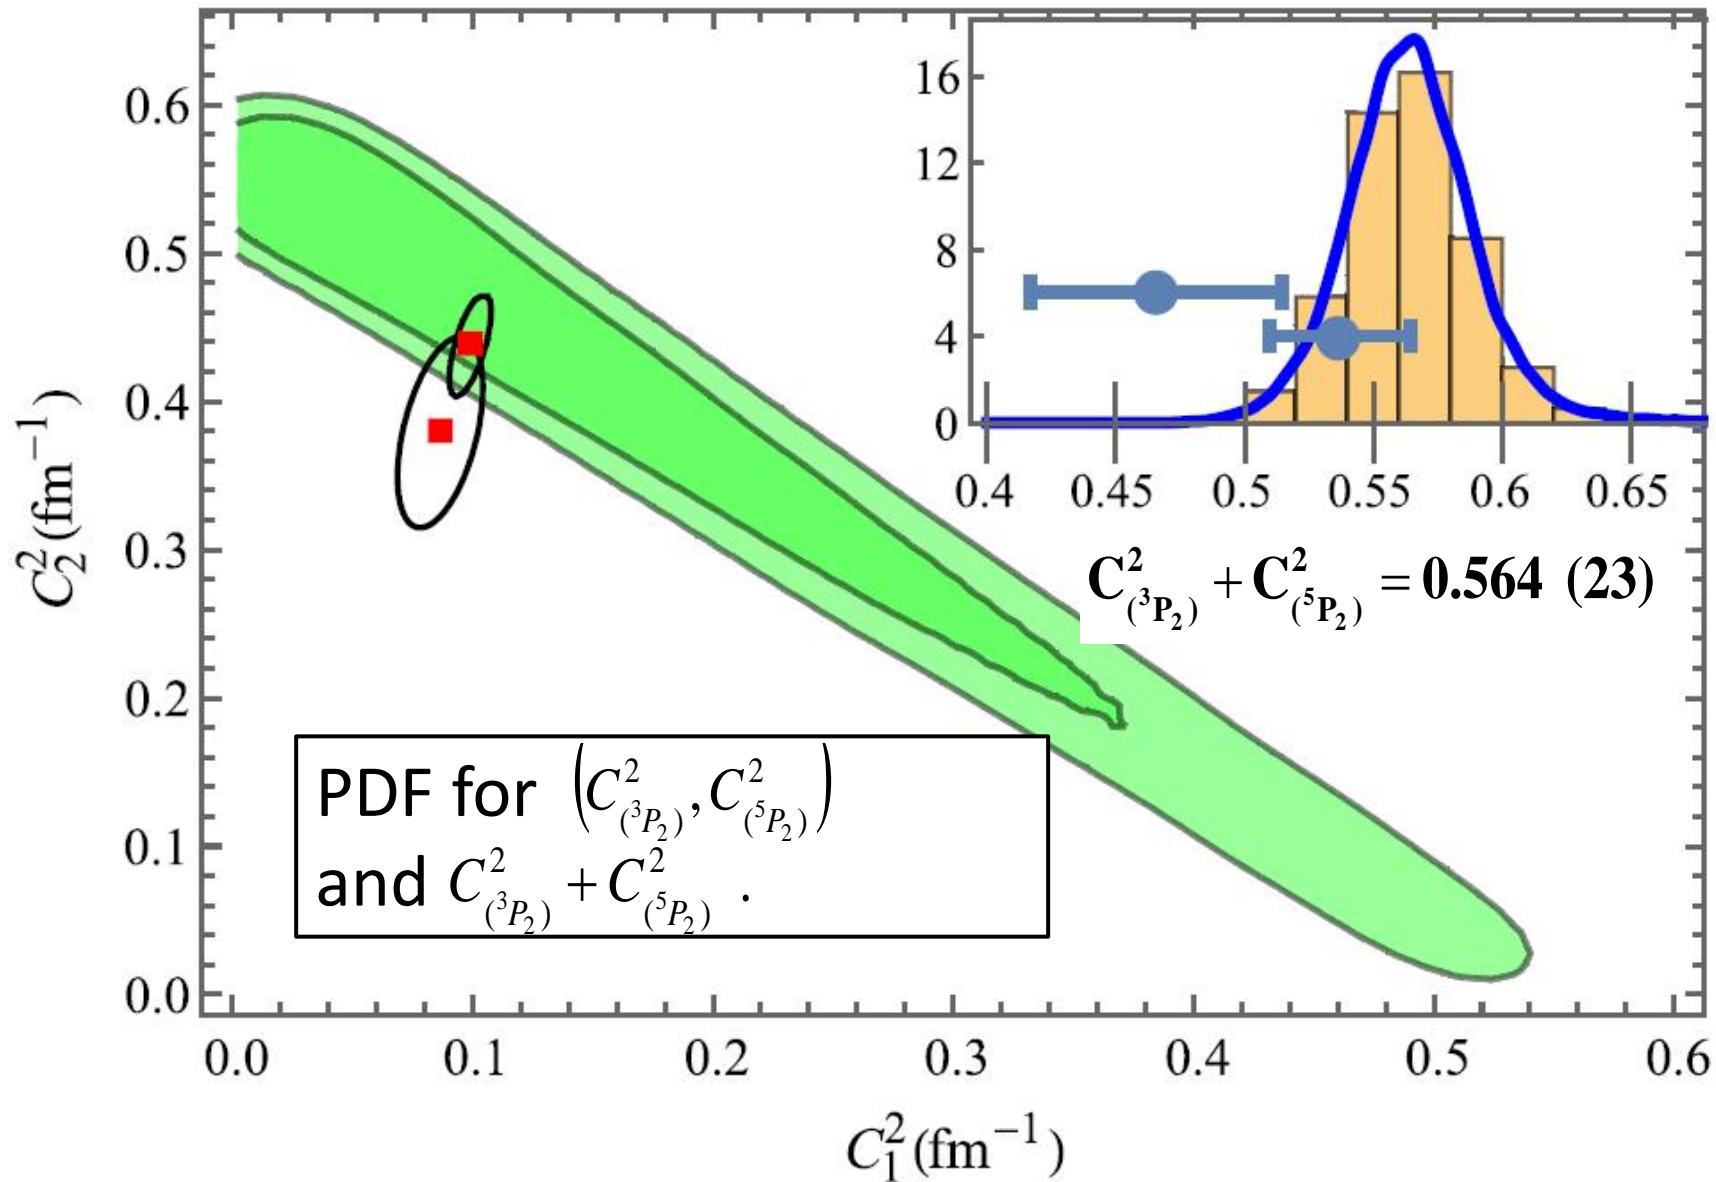 0.6
0.5
0.4
0.3
0.2
0.1
0.0
0.0 0.1 0.2 0.3 0.4 0.5 0.6
C₂²(fm⁻¹)
C₁²(fm⁻¹)
16
12
8
4
0
0.4 0.45 0.5 0.55 0.6 0.65
C²₍³P₂₎ + C²₍⁵P₂₎ = 0.564 (23)
PDF for (C²₍³P₂₎, C²₍⁵P₂₎)
and C²₍³P₂₎ + C²₍⁵P₂₎ .